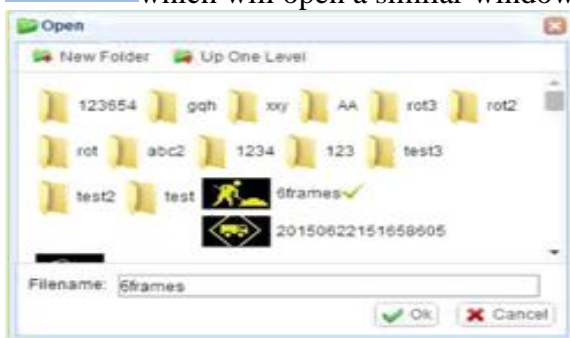 which will open a similar window
Open
New Folder Up One Level
123654 gqh xxy AA rot3 rot2
rot abc2 1234 123 test3
test2 test 6frames
20150622151658605
Filename: 6frames
Ok Cancel